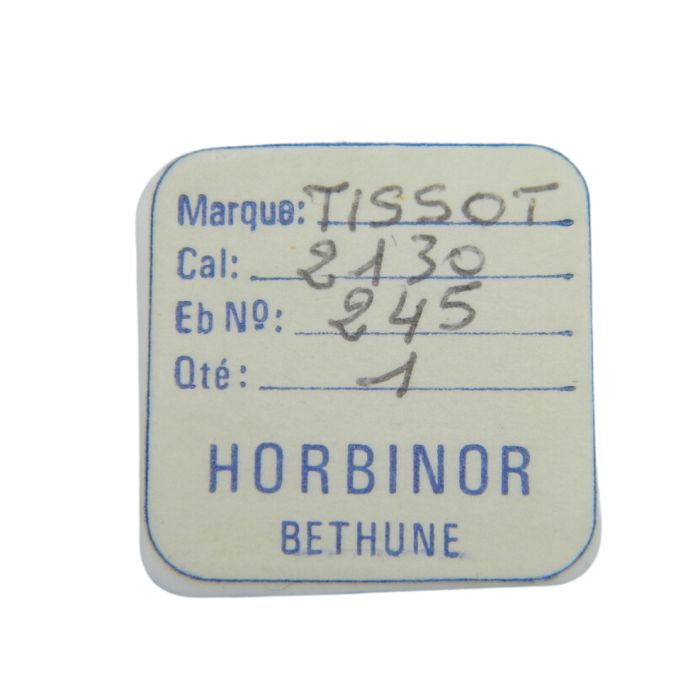 Marque: TISSOT
Cal: 2130
Eb Nº: 245
Qté: 1
HORBINOR
BETHUNE